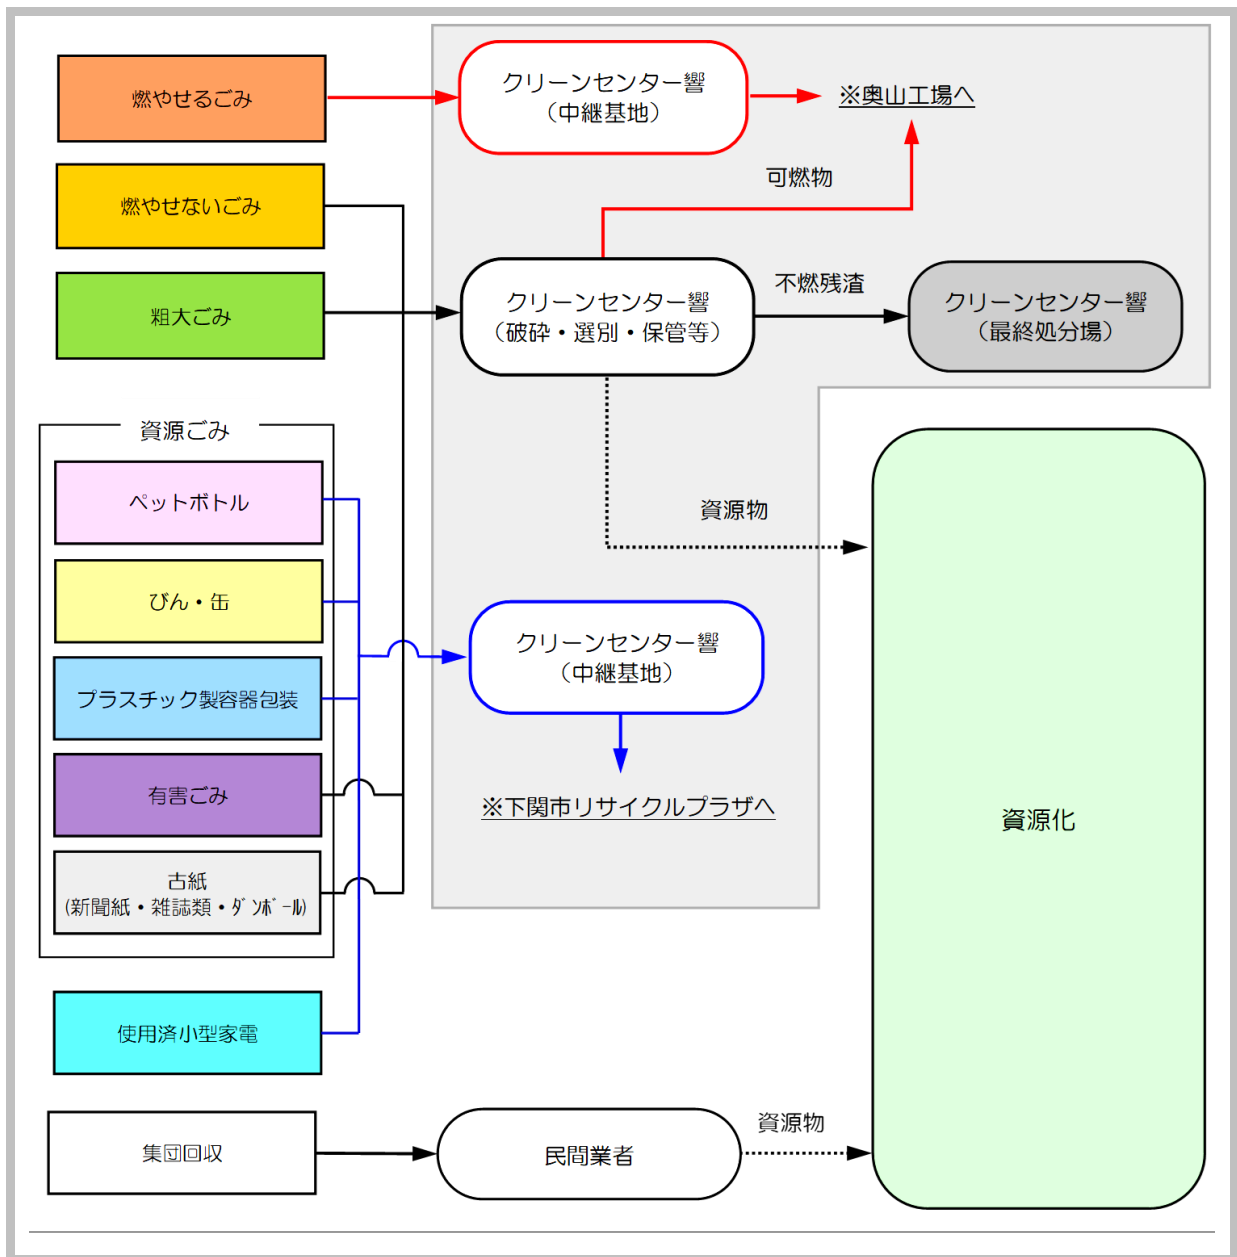 燃やせるごみ
クリーンセンター響
（中継基地）
※奥山工場へ
可燃物
燃やせないごみ
粗大ごみ
クリーンセンター響
（破砕・選別・保管等）
不燃残渣
クリーンセンター響
（最終処分場）
資源ごみ
ペットボトル
びん・缶
プラスチック製容器包装
有害ごみ
古紙
(新聞紙・雑誌類・ﾀﾞﾝﾎﾞｰﾙ)
資源物
クリーンセンター響
（中継基地）
※下関市リサイクルプラザへ
資源化
使用済小型家電
集団回収
民間業者
資源物